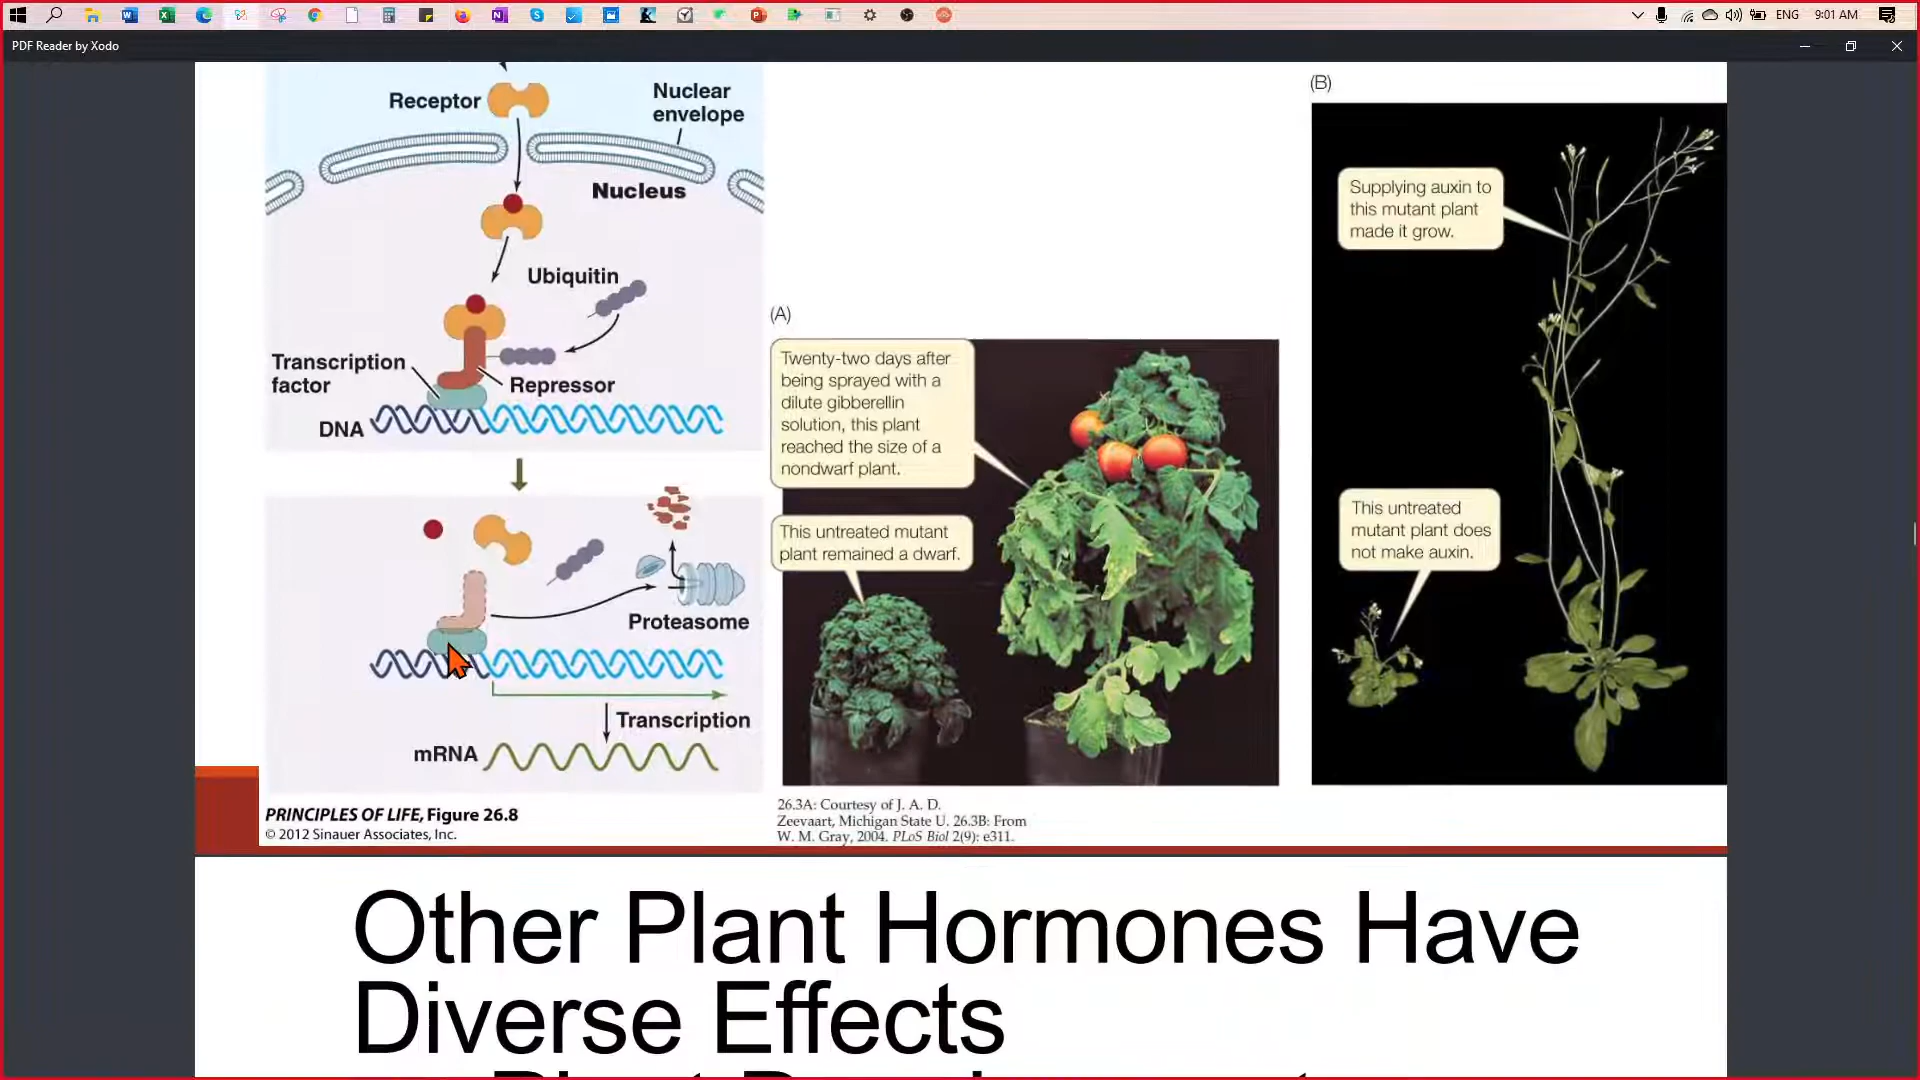 ENG
9:01 AM
PDF Reader by Xodo
Receptor
Nuclear
envelope
Nucleus
Ubiquitin
Transcription
factor
Repressor
DNA
Proteasome
Transcription
mRNA
PRINCIPLES OF LIFE, Figure 26.8
© 2012 Sinauer Associates, Inc.
(A)
Twenty-two days after
being sprayed with a
dilute gibberellin
solution, this plant
reached the size of a
nondwarf plant.
This untreated mutant
plant remained a dwarf.
26.3A: Courtesy of J. A. D.
Zeevaart, Michigan State U. 26.3B: From
W. M. Gray, 2004. PLoS Biol 2(9): e311.
(B)
Supplying auxin to
this mutant plant
made it grow.
This untreated
mutant plant does
not make auxin.
Other Plant Hormones Have
Diverse Effects